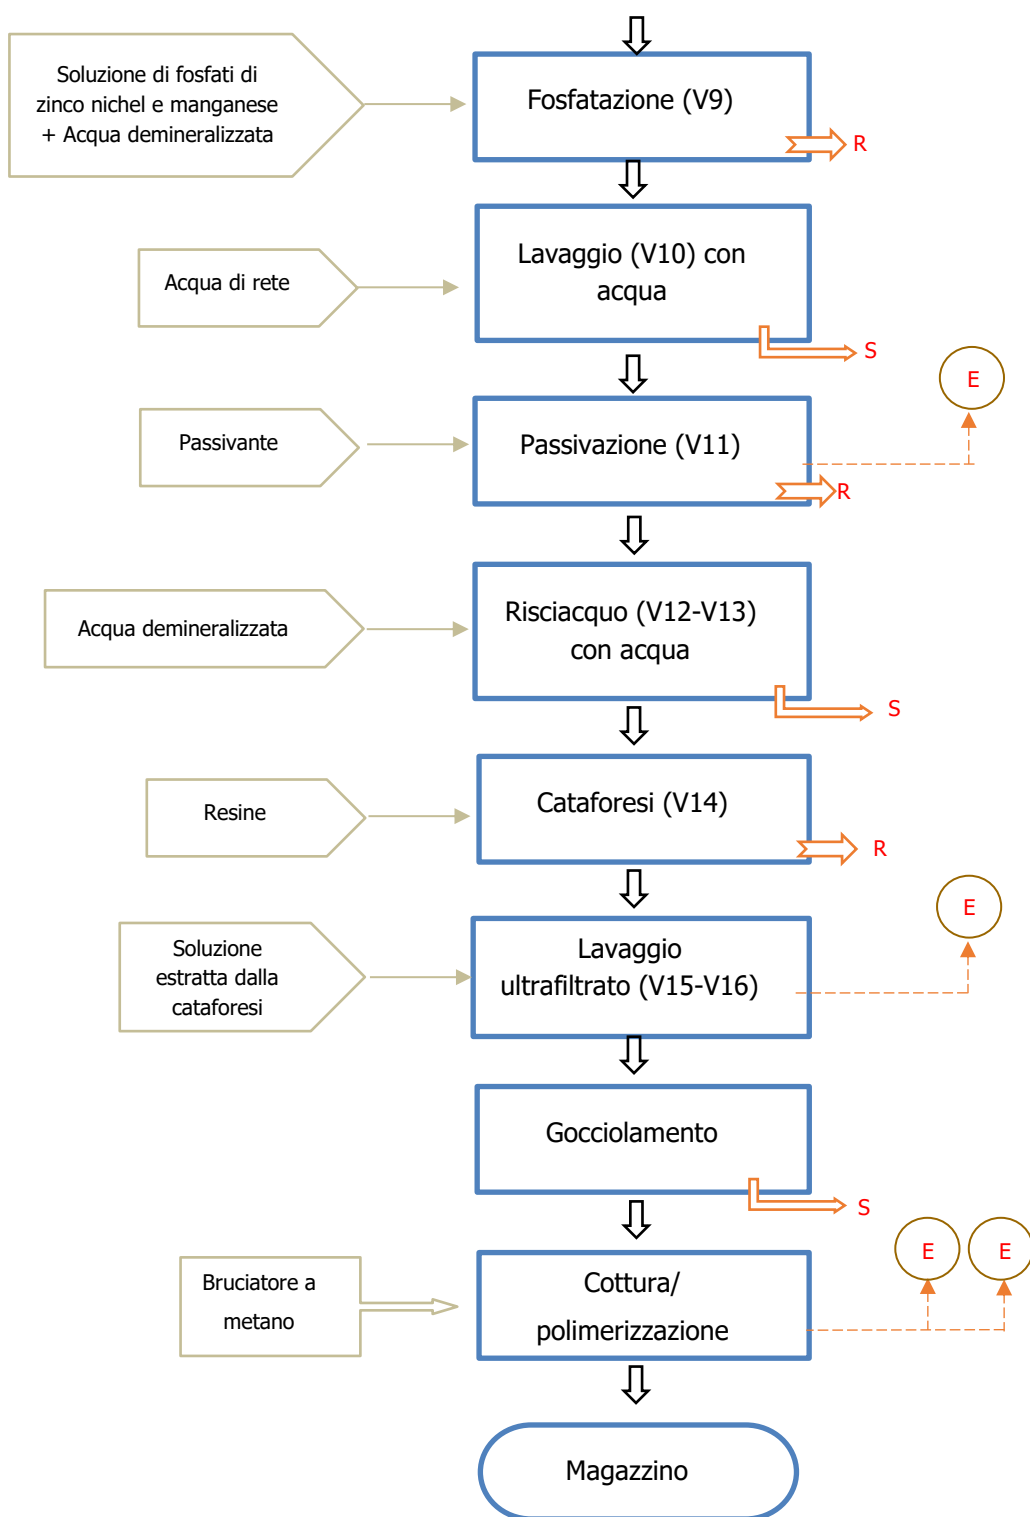 Soluzione di fosfati di
zinco nichel e manganese
+ Acqua demineralizzata
Fosfatazione (V9)
R
Acqua di rete
Lavaggio (V10) con
acqua
S
E
Passivante
Passivazione (V11)
R
Acqua demineralizzata
Risciacquo (V12-V13)
con acqua
S
Resine
Cataforesi (V14)
R
E
Soluzione
estratta dalla
cataforesi
Lavaggio
ultrafiltrato (V15-V16)
Gocciolamento
S
E
E
Bruciatore a
metano
Cottura/
polimerizzazione
Magazzino